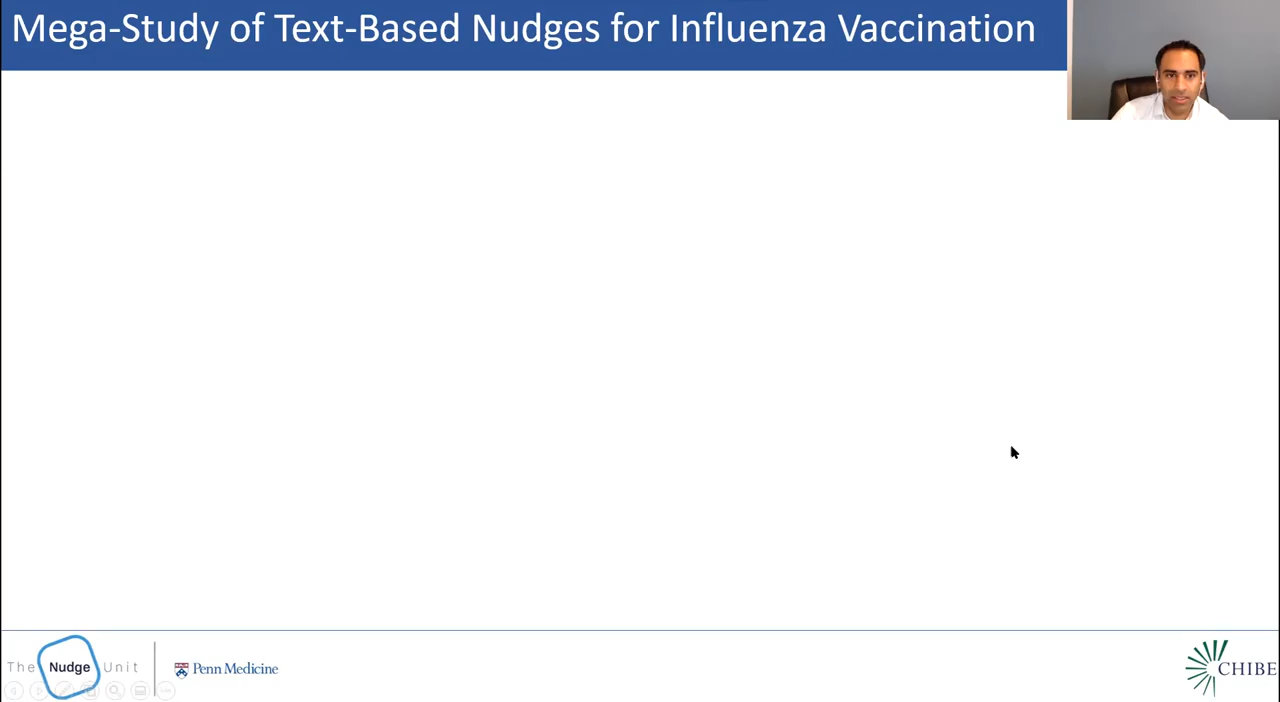 Mega-Study of Text-Based Nudges for Influenza Vaccination
The Nudge Unit
Penn Medicine
CHIBE